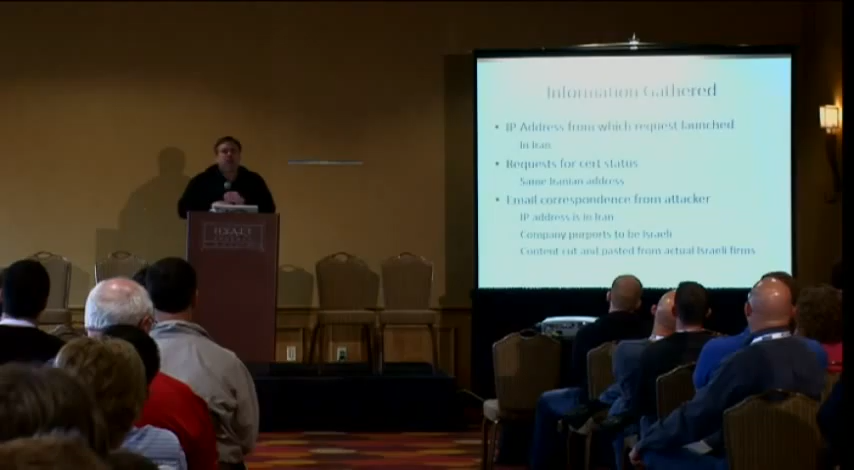 Information Gathered
• IP Address from which request launched
In Iran
• Requests for cert status
Same Iranian address
• Email correspondence from attacker
IP address is in Iran
Company purports to be Israeli
Content cut and pasted from actual Israeli firms
HYATT